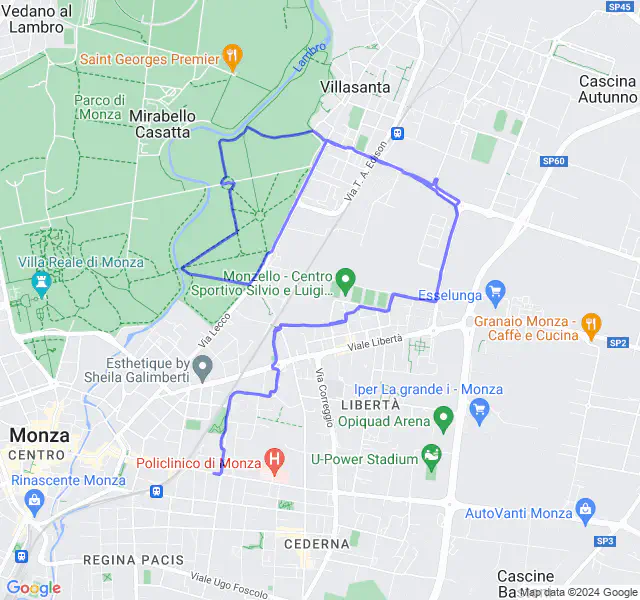 Vedano al
Lambro
SP45
Saint Georges Premier
Lambro
Villasanta
Cascina
Autunno
Parco di
Monza
Mirabello
Casatta
Via T. A. Edison
SP60
Villa Reale di Monza
Monzello - Centro
Sportivo Silvio e Luigi...
Esselunga
Via Lecco
Granaio Monza -
Caffè e Cucina
SP2
Viale Libertà
Esthetique by
Sheila Galimberti
Via Correggio
Iper La grande i - Monza
LIBERTÀ
Opiquad Arena
Monza
CENTRO
Policlinico di Monza
H
U-Power Stadium
Rinascente Monza
AutoVanti Monza
SP3
CEDERNA
REGINA PACIS
Viale Ugo Foscolo
Cascine
Google
Map data ©2024 Google